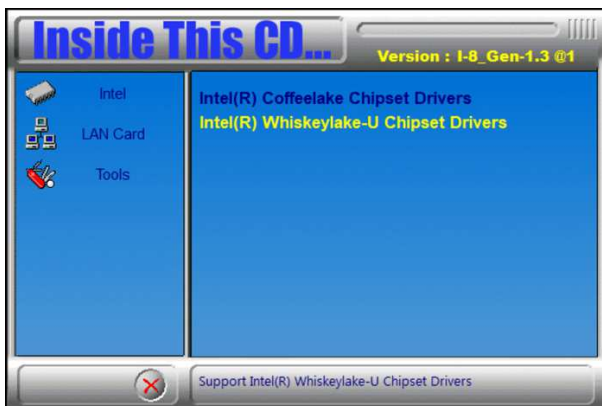 Inside This CD...
Version : I-8_Gen-1.3 @1
Intel
LAN Card
Tools
Intel(R) Coffeelake Chipset Drivers
Intel(R) Whiskeylake-U Chipset Drivers
Support Intel(R) Whiskeylake-U Chipset Drivers